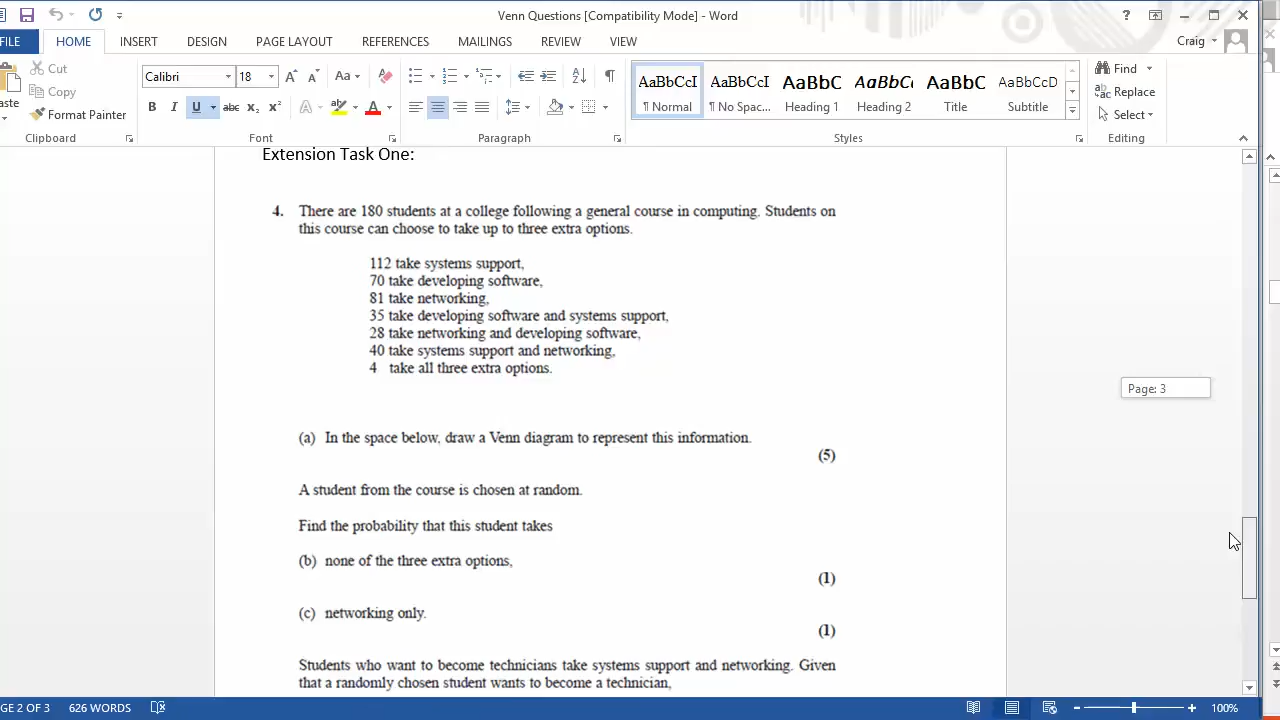 Venn Questions [Compatibility Mode] - Word
?
FILE HOME INSERT DESIGN PAGE LAYOUT REFERENCES MAILINGS REVIEW VIEW Craig
Cut
Copy
Format Painter
Clipboard
Calibri 18
Font
Paragraph
AaBbCcI AaBbCcI AaBbC AaBbCc AaBbC AaBbCcD
¶ Normal ¶ No Spac... Heading 1 Heading 2 Title Subtitle
Styles
Find
Replace
Select
Editing
Extension Task One:
4. There are 180 students at a college following a general course in computing. Students on
this course can choose to take up to three extra options.
112 take systems support,
70 take developing software,
81 take networking,
35 take developing software and systems support,
28 take networking and developing software,
40 take systems support and networking,
4 take all three extra options.
Page: 3
(a) In the space below, draw a Venn diagram to represent this information.
(5)
A student from the course is chosen at random.
Find the probability that this student takes
(b) none of the three extra options,
(1)
(c) networking only.
(1)
Students who want to become technicians take systems support and networking. Given
that a randomly chosen student wants to become a technician,
GE 2 OF 3 626 WORDS 100%